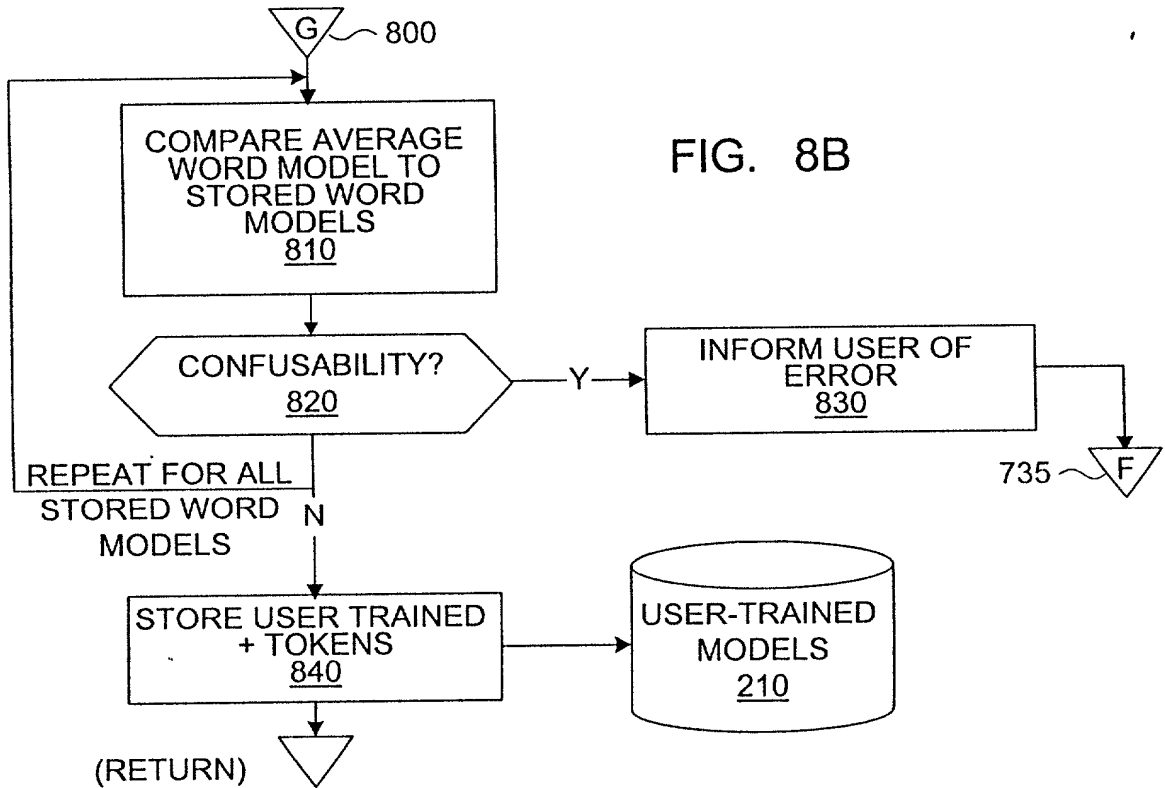 G
800
COMPARE AVERAGE
WORD MODEL TO
STORED WORD
MODELS
810
FIG. 8B
CONFUSABILITY?
820
Y
INFORM USER OF
ERROR
830
735
F
REPEAT FOR ALL
STORED WORD
MODELS
N
STORE USER TRAINED
+ TOKENS
840
USER-TRAINED
MODELS
210
(RETURN)